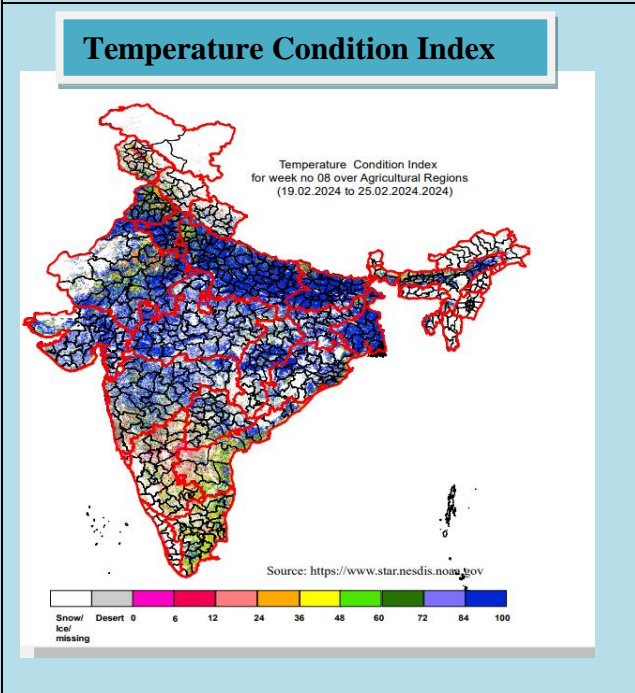 Temperature Condition Index
Temperature Condition Index
for week no 08 over Agricultural Regions
(19.02.2024 to 25.02.2024.2024)
Source: https://www.star.nesdis.noaa.gov
Snow/ Desert 0 6 12 24 36 48 60 72 84 100
Ice/
missing